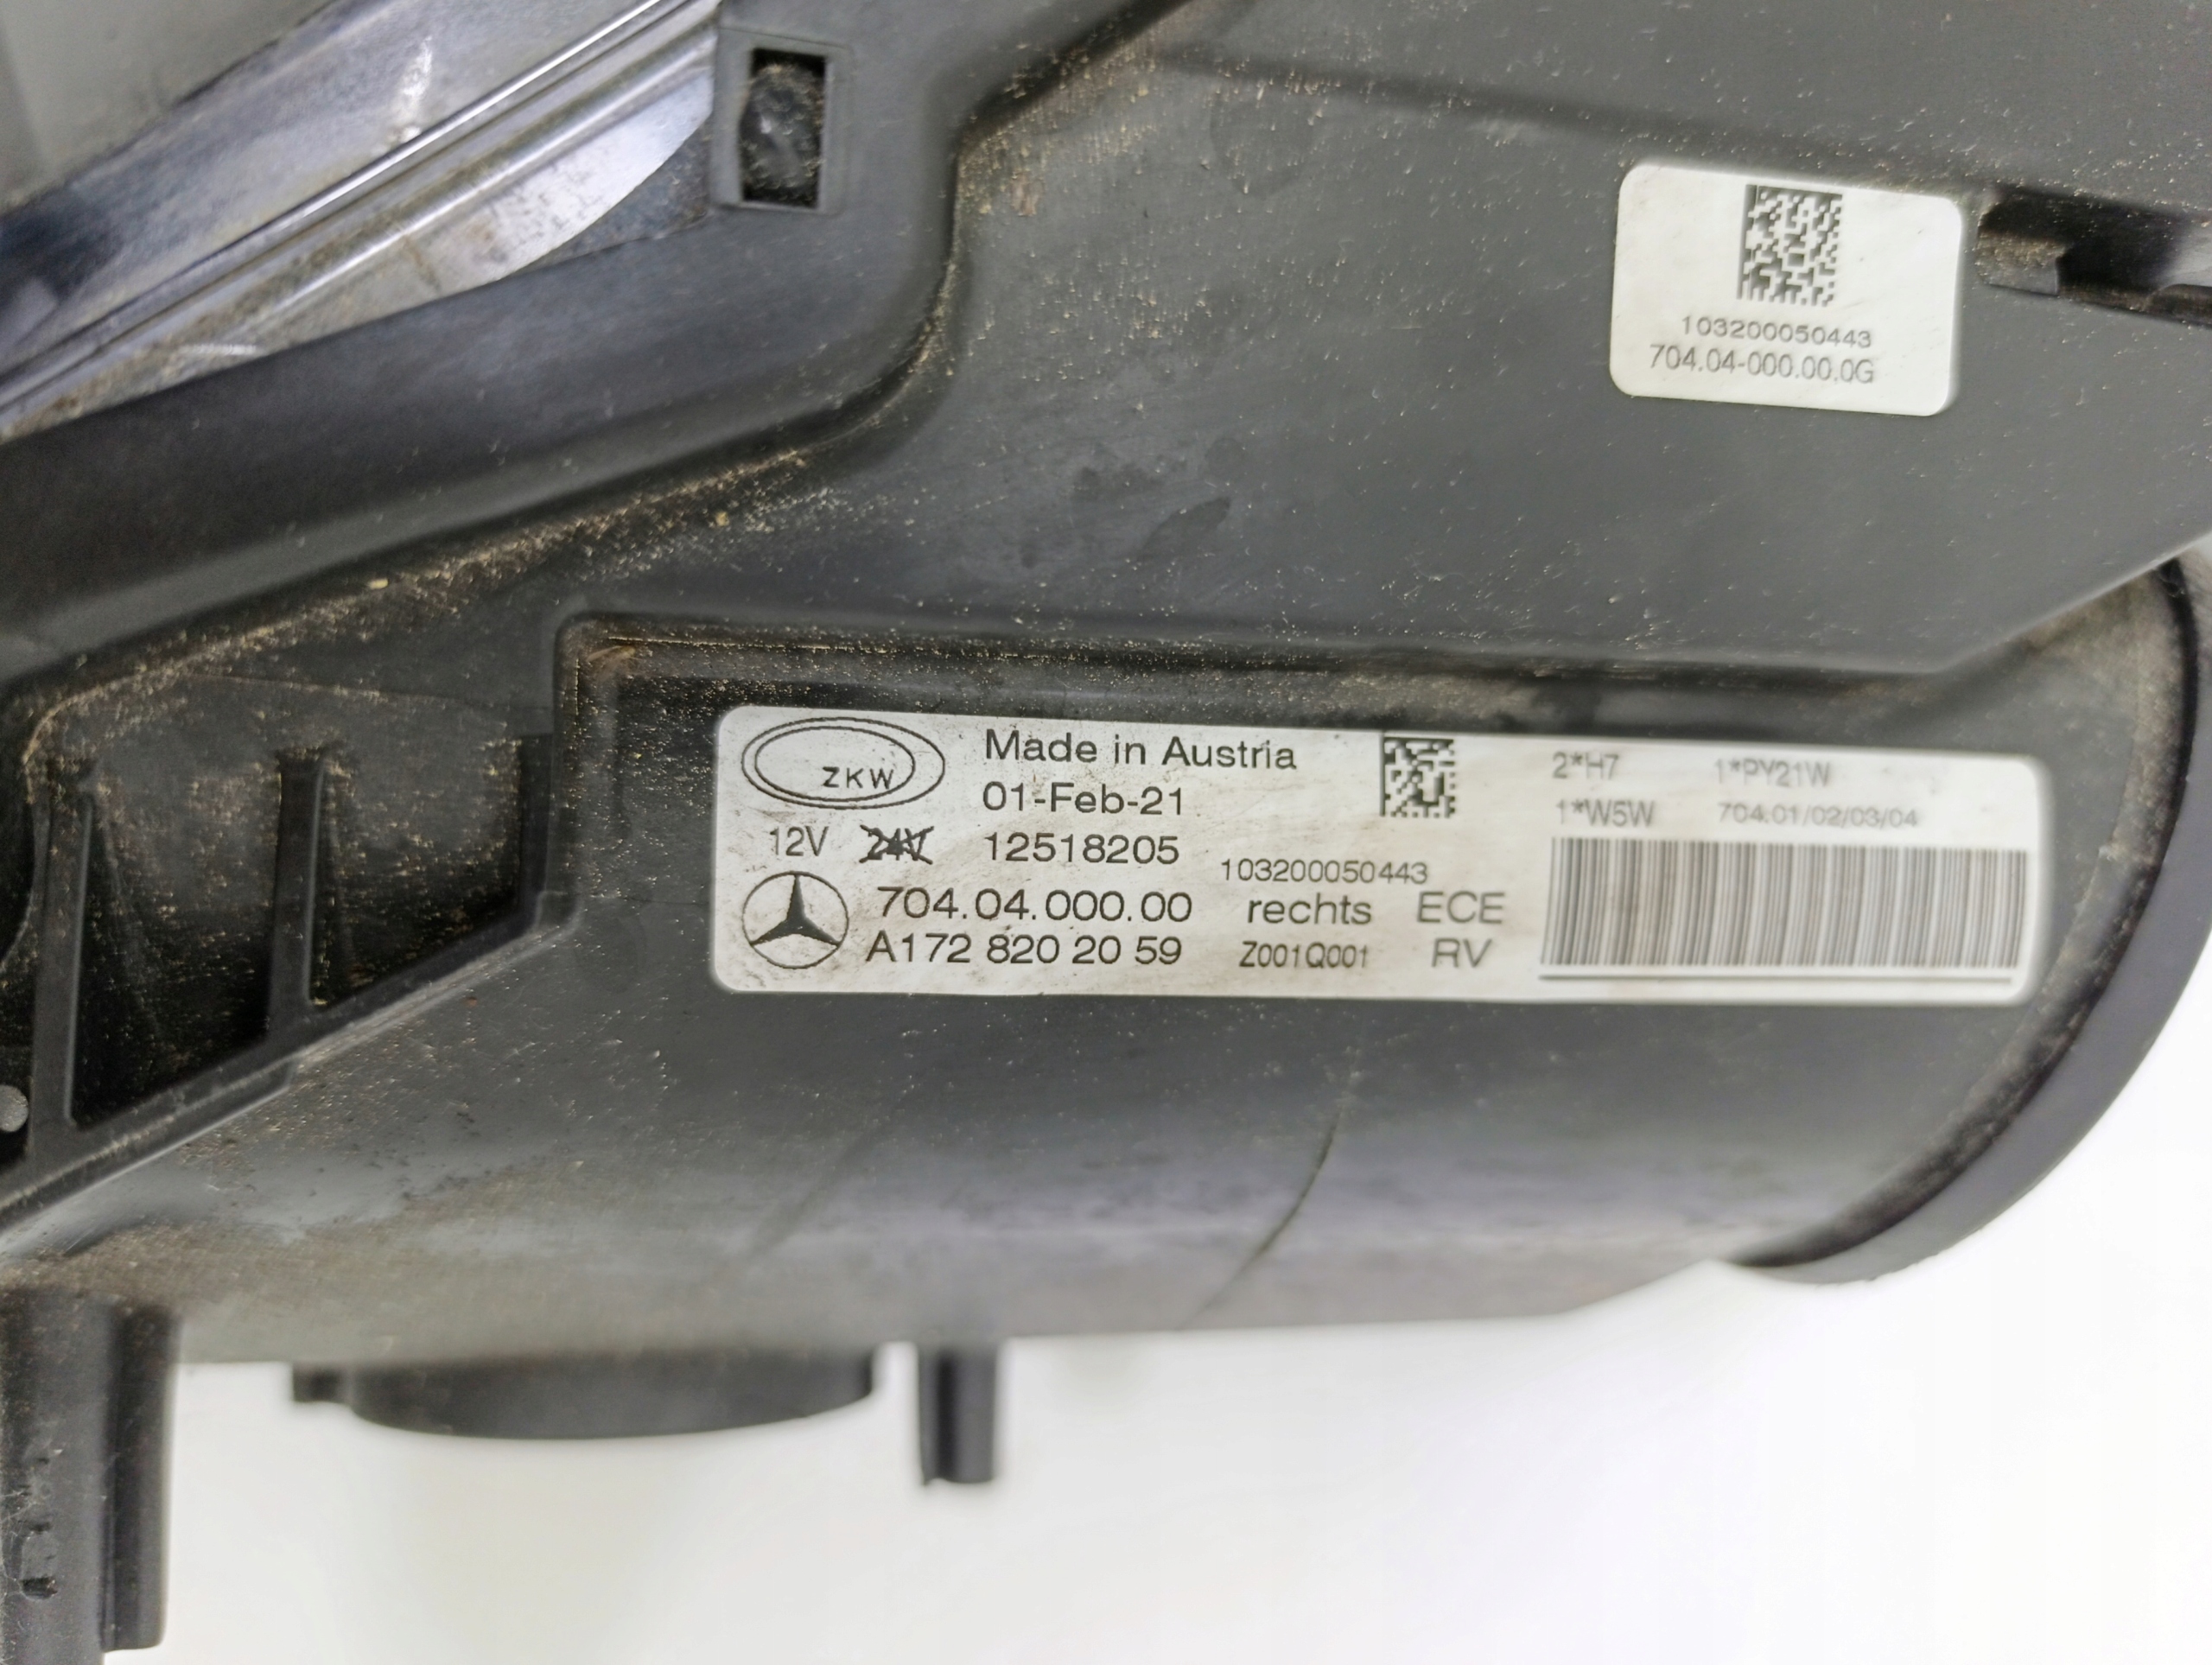 103200050443
704.04-000.00.0G
ZKW
Made in Austria
01-Feb-21
12V 24V 12518205
103200050443
704.04.000.00 rechts ECE
A172 820 20 59 Z001Q001 RV
2*H7 1*PY21W
1*W5W 704.01/02/03/04